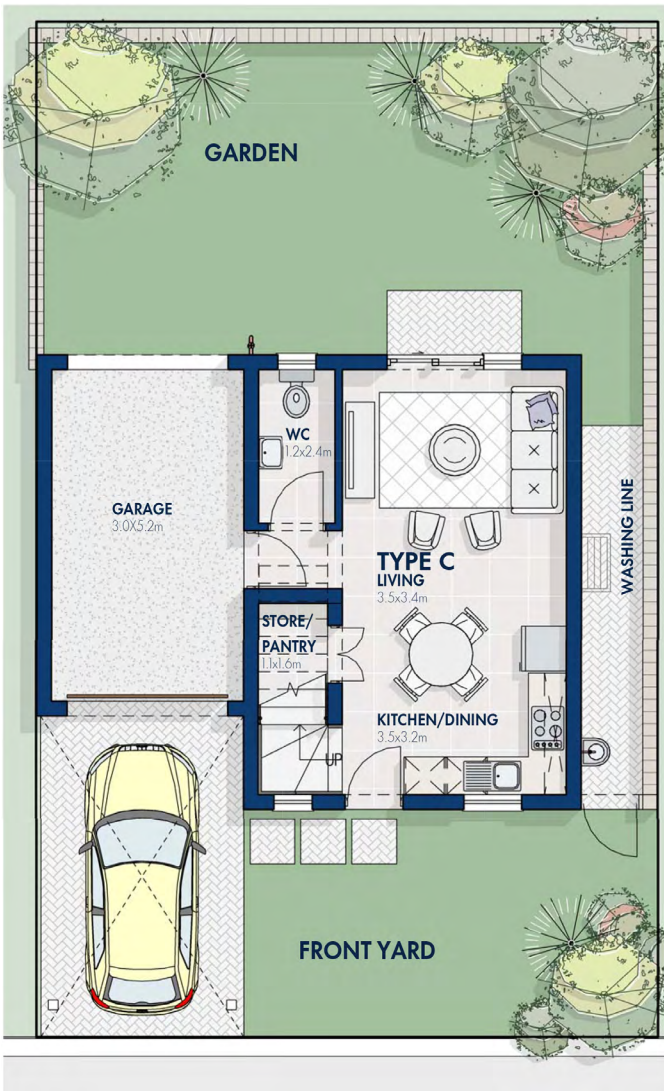 GARDEN
WC
1.2x2.4m
GARAGE
3.0X5.2m
WASHING LINE
TYPE C
LIVING
3.5x3.4m
STORE/
PANTRY
1.1x1.6m
KITCHEN/DINING
3.5x3.2m
UP
FRONT YARD